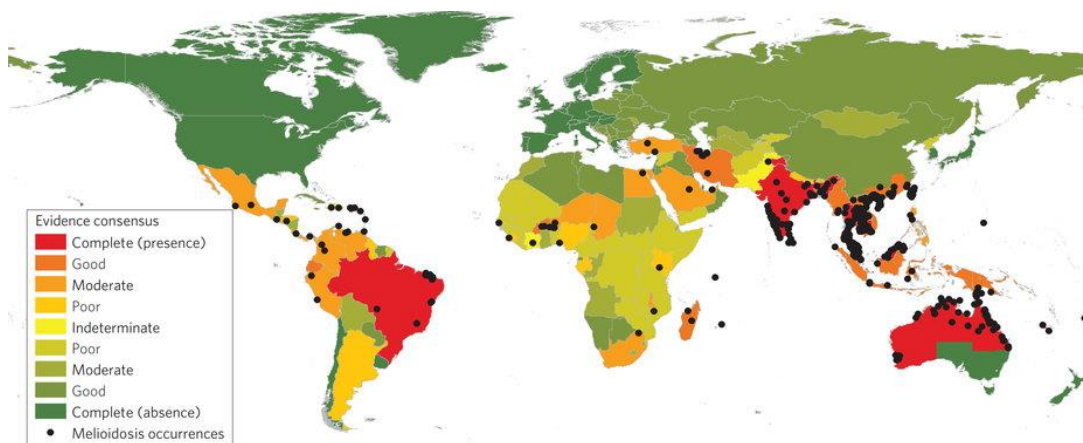 Evidence consensus
Complete (presence)
Good
Moderate
Poor
Indeterminate
Poor
Moderate
Good
Complete (absence)
Melioidosis occurrences